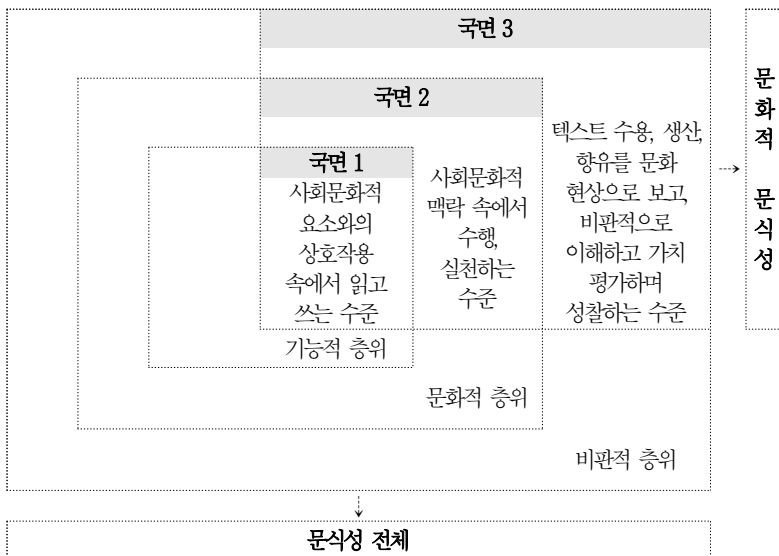 국면 3
국면 2
국면 1
사회문화적
요소와의
상호작용
속에서 읽고
쓰는 수준
사회문화적
맥락 속에서
수행,
실천하는
수준
텍스트 수용, 생산,
향유를 문화
현상으로 보고,
비판적으로
이해하고 가치
평가하며
성찰하는 수준
기능적 층위
문화적 층위
비판적 층위
문화적 문식성
문식성 전체